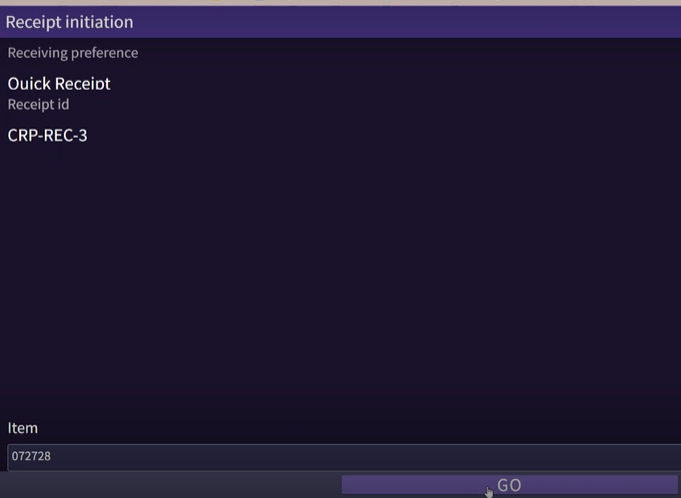 Receipt initiation
Receiving preference
Quick Receipt
Receipt id
CRP-REC-3
Item
072728
GO